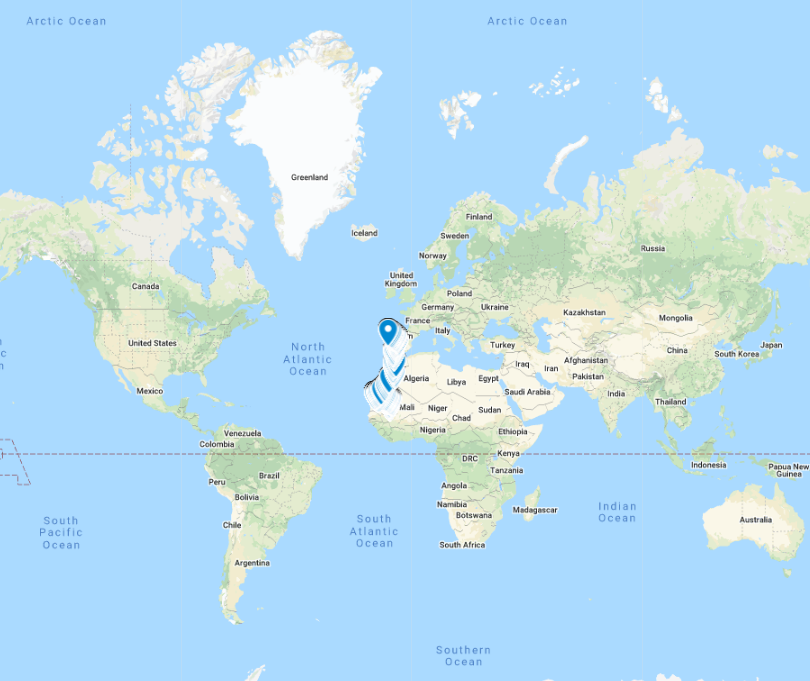 Arctic Ocean
Arctic Ocean
Greenland
Iceland
Finland
Sweden
Norway
Russia
United
Kingdom
Canada
Poland
Germany
Ukraine
Kazakhstan
France
Mongolia
Italy
United States
North
Atlantic
Ocean
Turkey
China
Japan
South Korea
Iraq
Iran
Afghanistan
Pakistan
Algeria
Libya
Egypt
Saudi Arabia
India
Mexico
Mali
Niger
Chad
Sudan
Thailand
Venezuela
Nigeria
Ethiopia
Colombia
DRC
Kenya
Indonesia
Papua New
Guinea
Tanzania
Peru
Brazil
Angola
Bolivia
Namibia
Botswana
Madagascar
Indian
Ocean
South
Pacific
Ocean
Chile
South
Atlantic
Ocean
Australia
South Africa
Argentina
Southern
Ocean